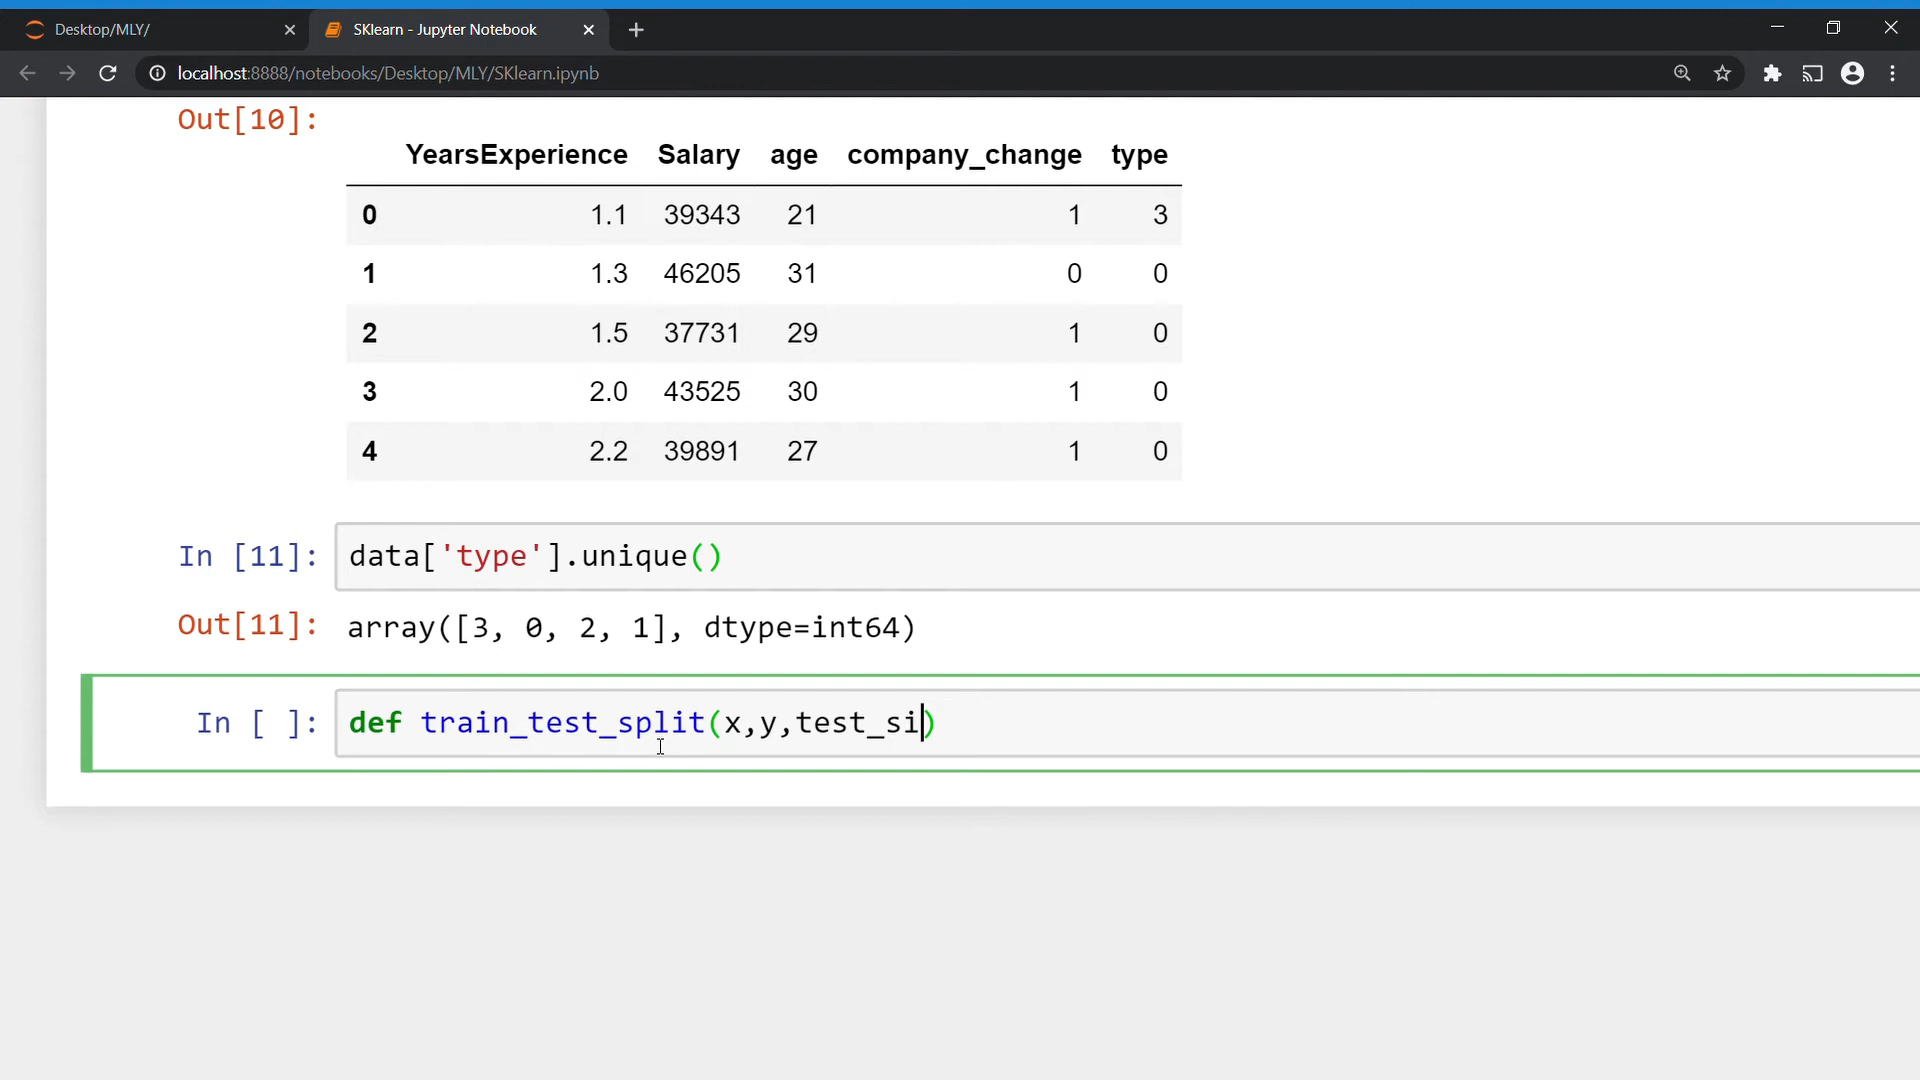 Desktop/MLY/
SKlearn - Jupyter Notebook
localhost:8888/notebooks/Desktop/MLY/SKlearn.ipynb
Out[10]:
YearsExperience Salary age company_change type
0 1.1 39343 21 1 3
1 1.3 46205 31 0 0
2 1.5 37731 29 1 0
3 2.0 43525 30 1 0
4 2.2 39891 27 1 0
In [11]: data['type'].unique()
Out[11]: array([3, 0, 2, 1], dtype=int64)
In [ ]: def train_test_split(x,y,test_si)